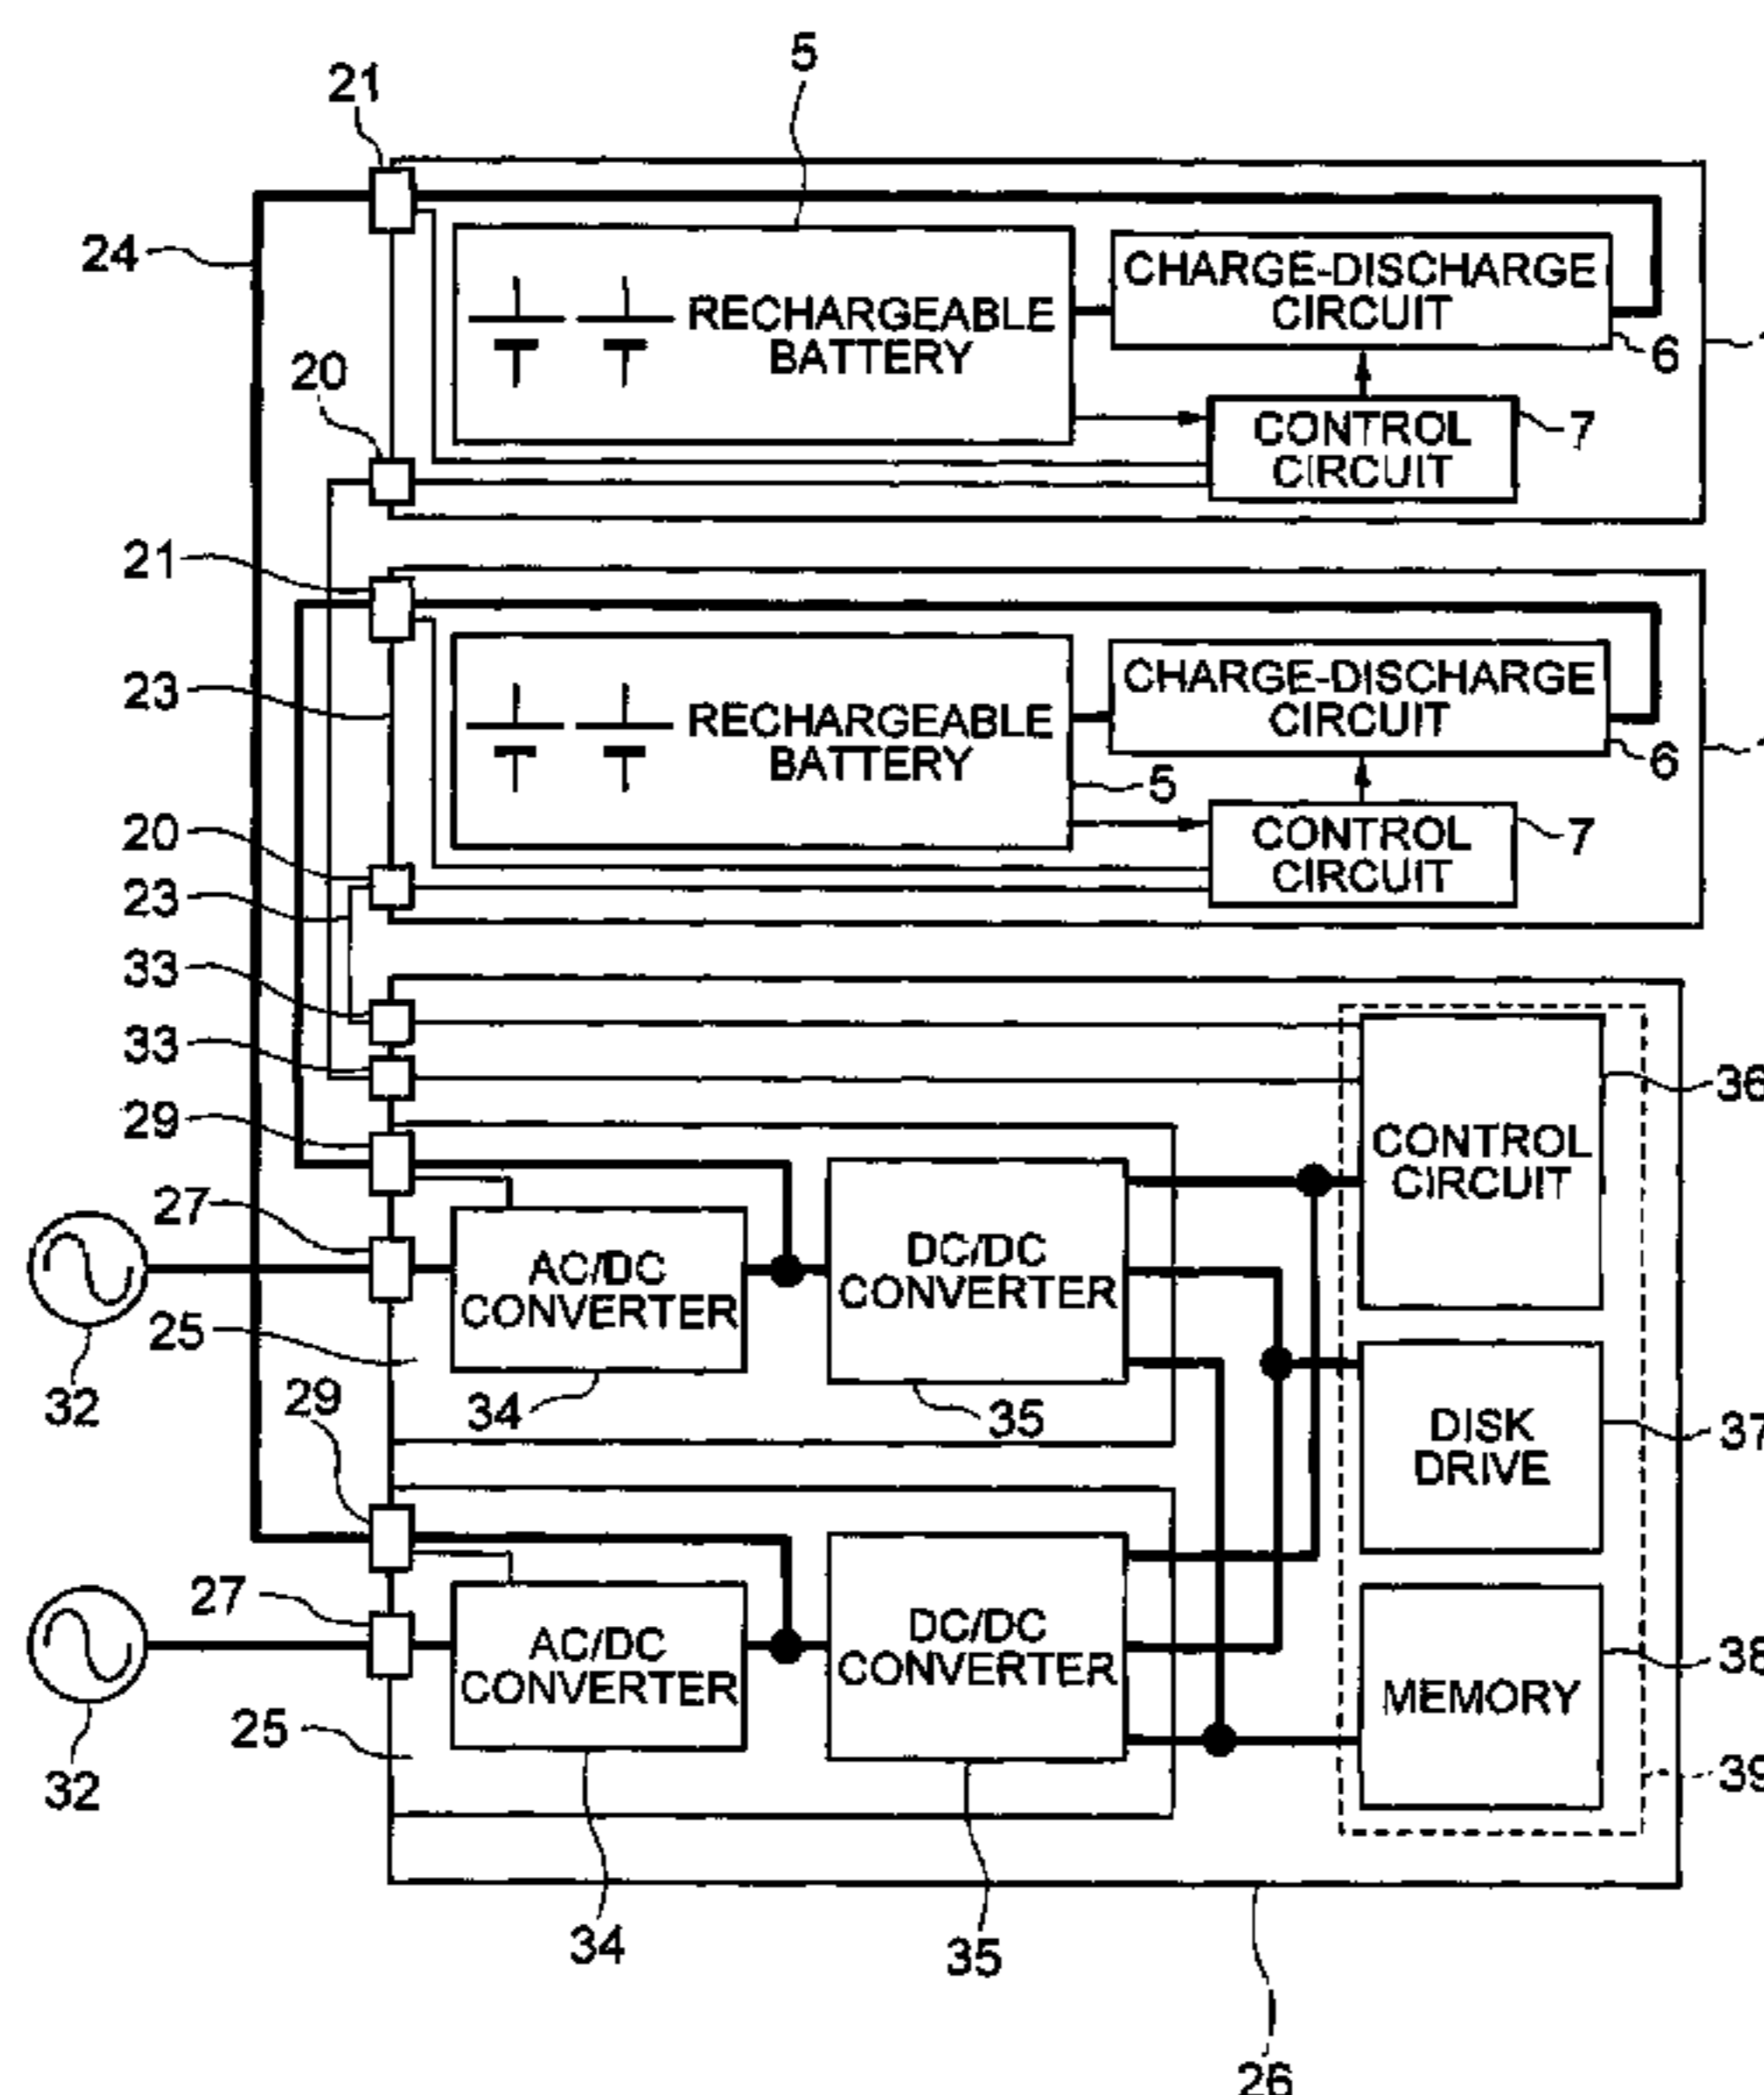 5
21
24
RECHARGEABLE
BATTERY
CHARGE-DISCHARGE
CIRCUIT
6
20
CONTROL
CIRCUIT
7
21
23
RECHARGEABLE
BATTERY
CHARGE-DISCHARGE
CIRCUIT
6
5
20
CONTROL
CIRCUIT
7
23
33
33
36
29
CONTROL
CIRCUIT
27
AC/DC
CONVERTER
DC/DC
CONVERTER
25
32
34
35
29
DISK
DRIVE
37
27
AC/DC
CONVERTER
DC/DC
CONVERTER
MEMORY
38
25
32
39
34
35
26